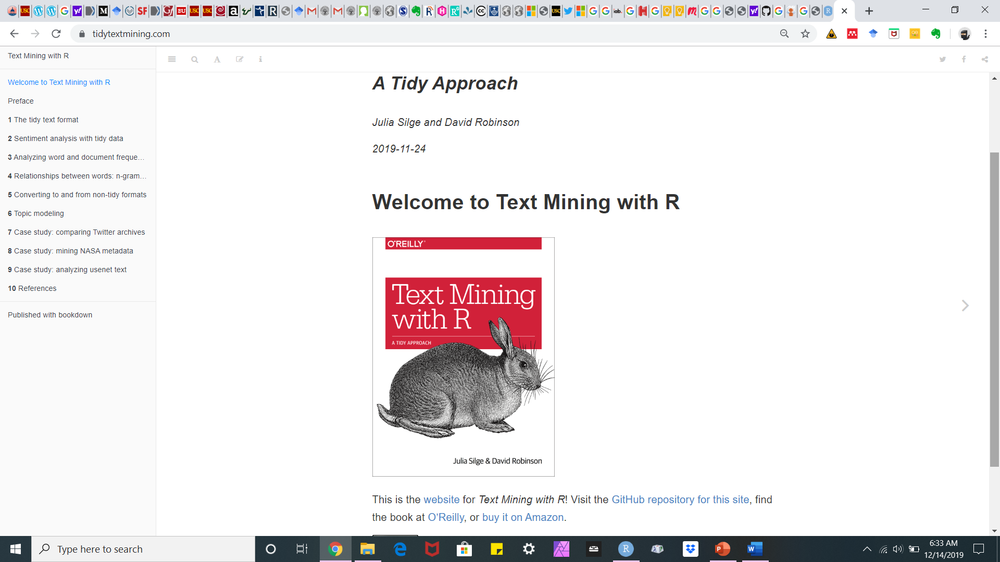 tidytextmining.com
Text Mining with R
Welcome to Text Mining with R
Preface
1 The tidy text format
2 Sentiment analysis with tidy data
3 Analyzing word and document freque...
4 Relationships between words: n-gram...
5 Converting to and from non-tidy formats
6 Topic modeling
7 Case study: comparing Twitter archives
8 Case study: mining NASA metadata
9 Case study: analyzing usenet text
10 References
Published with bookdown
A Tidy Approach
Julia Silge and David Robinson
2019-11-24
Welcome to Text Mining with R
O'REILLY®
Text Mining
with R
A TIDY APPROACH
Julia Silge & David Robinson
This is the website for Text Mining with R! Visit the GitHub repository for this site, find
the book at O’Reilly, or buy it on Amazon.
Type here to search
6:33 AM
12/14/2019